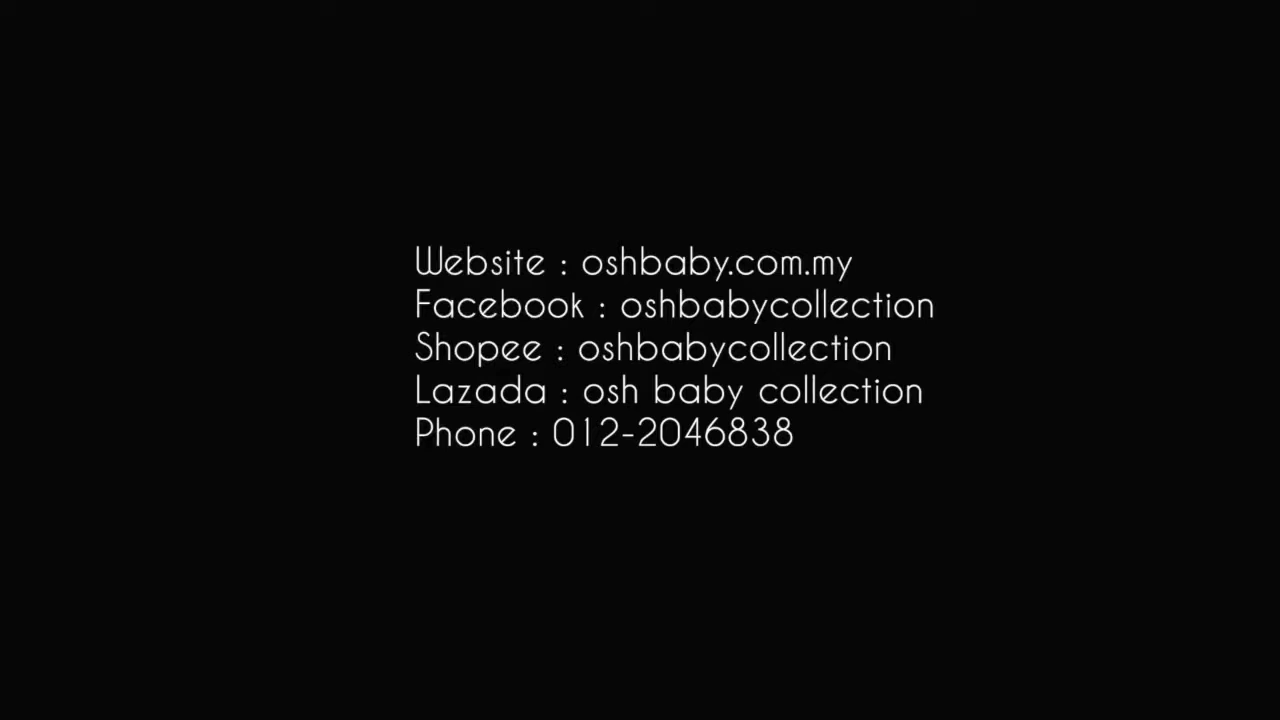 Website : oshbaby.com.my
Facebook : oshbabycollection
Shopee : oshbabycollection
Lazada : osh baby collection
Phone : 012-2046838